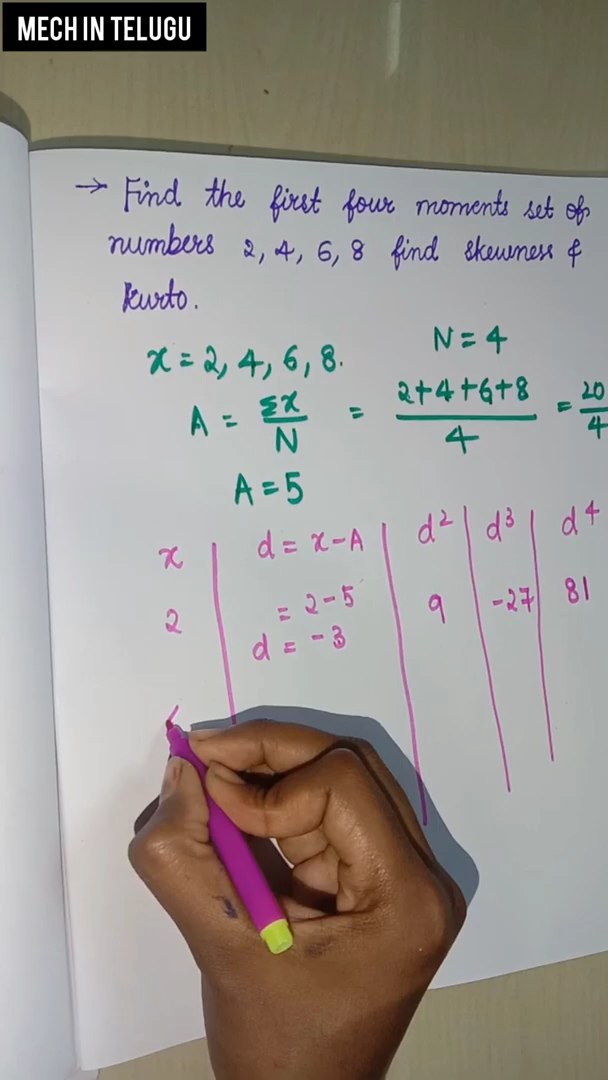 MECH IN TELUGU
→ Find the first four moments set of
numbers 2, 4, 6, 8 find skewness &
Kurto.
x = 2, 4, 6, 8. N = 4
A = Σx/N = 2+4+6+8/4 = 20/4
A = 5
x d = x-A d² d³ d⁴
2 = 2-5 9 -27 81
d = -3